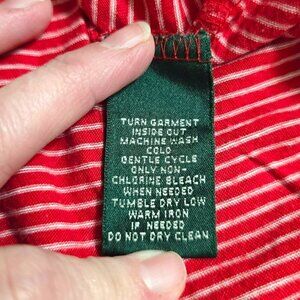 TURN GARMENT
INSIDE OUT
MACHINE WASH
COLD
GENTLE CYCLE
ONLY NON-
CHLORINE BLEACH
WHEN NEEDED
TUMBLE DRY LOW
WARM IRON
IF NEEDED
DO NOT DRY CLEAN